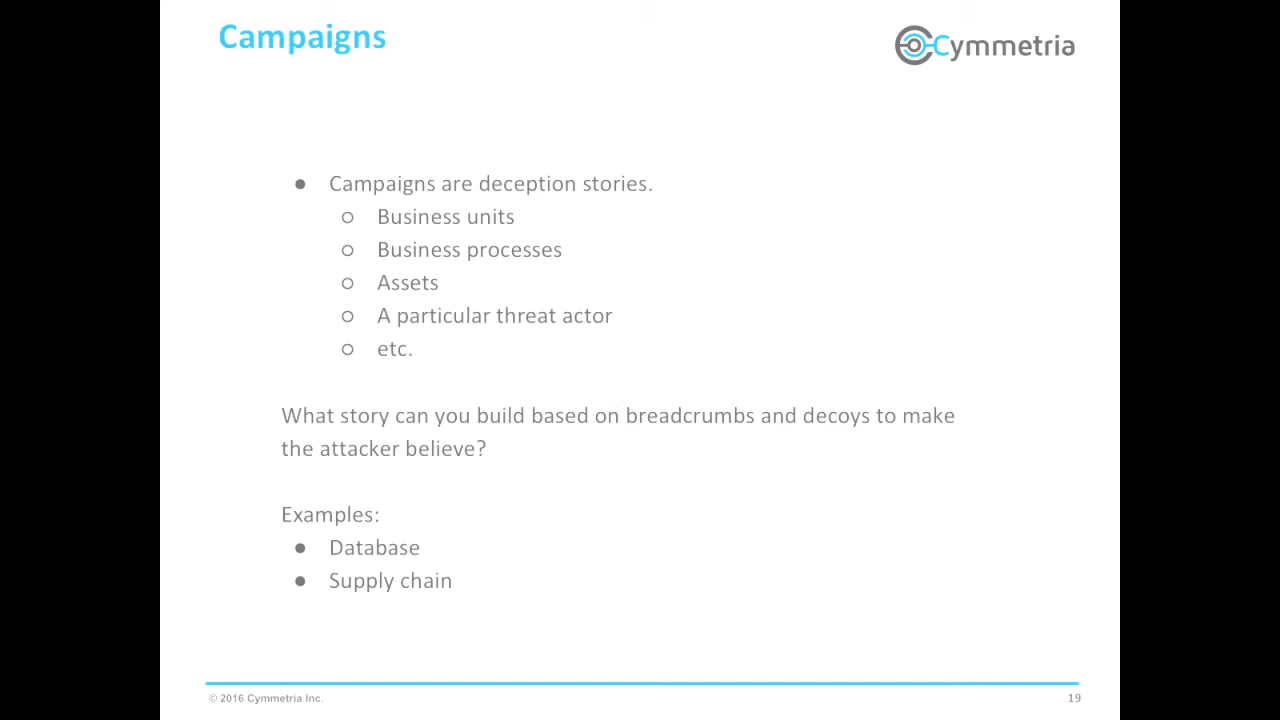 Campaigns
Cymmetria
● Campaigns are deception stories.
○ Business units
○ Business processes
○ Assets
○ A particular threat actor
○ etc.
What story can you build based on breadcrumbs and decoys to make
the attacker believe?
Examples:
● Database
● Supply chain
© 2016 Cymmetria Inc.
19